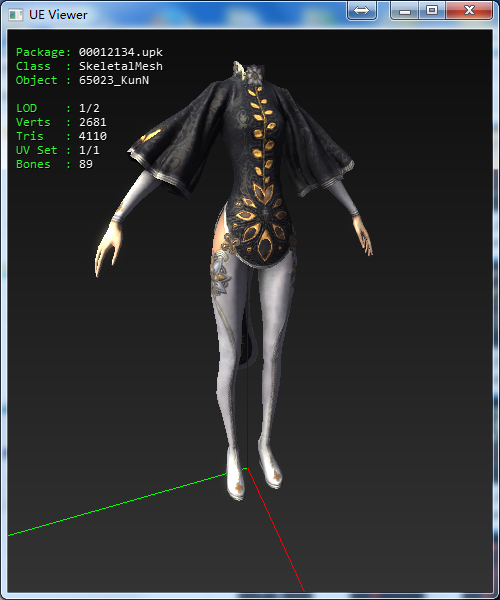 UE Viewer
Package: 00012134.upk
Class : SkeletalMesh
Object : 65023_KunN
LOD : 1/2
Verts : 2681
Tris : 4110
UV Set : 1/1
Bones : 89